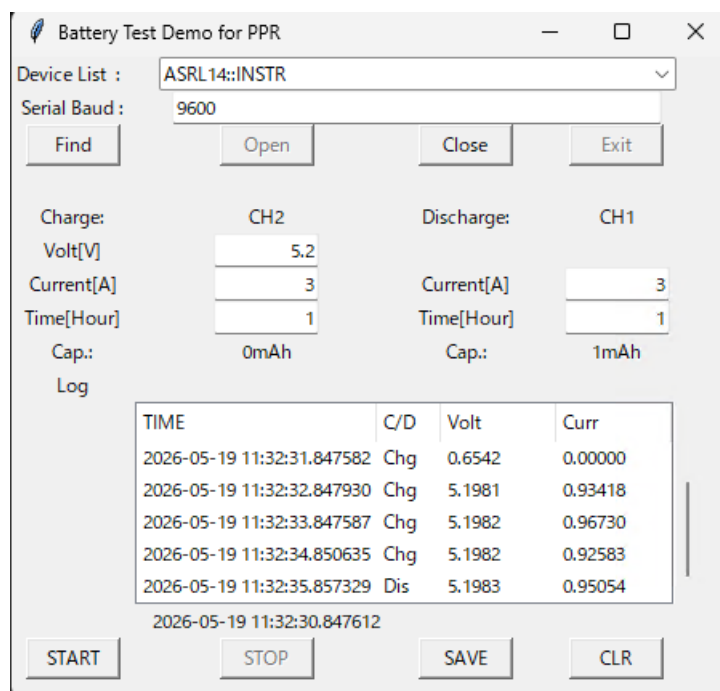 Battery Test Demo for PPR
Device List : ASRL14::INSTR
Serial Baud : 9600
Find Open Close Exit
Charge: CH2 Discharge: CH1
Volt[V] 5.2
Current[A] 3 Current[A] 3
Time[Hour] 1 Time[Hour] 1
Cap.: 0mAh Cap.: 1mAh
Log
TIME C/D Volt Curr
2026-05-19 11:32:31.847582 Chg 0.6542 0.00000
2026-05-19 11:32:32.847930 Chg 5.1981 0.93418
2026-05-19 11:32:33.847587 Chg 5.1982 0.96730
2026-05-19 11:32:34.850635 Chg 5.1982 0.92583
2026-05-19 11:32:35.857329 Dis 5.1983 0.95054
2026-05-19 11:32:30.847612
START STOP SAVE CLR